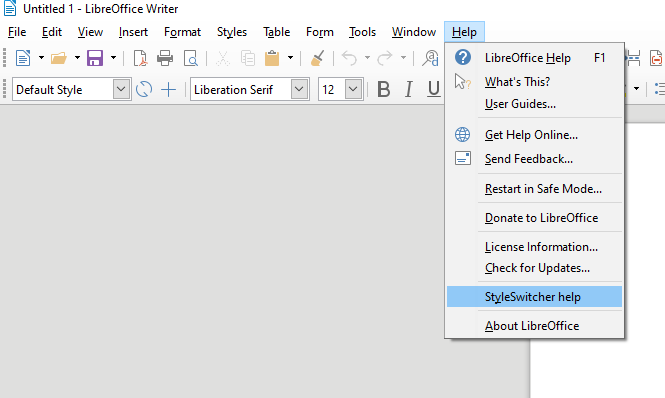 Untitled 1 - LibreOffice Writer
File Edit View Insert Format Styles Table Form Tools Window Help
Default Style Liberation Serif 12 B I U
LibreOffice Help F1
What's This?
User Guides...
Get Help Online...
Send Feedback...
Restart in Safe Mode...
Donate to LibreOffice
License Information...
Check for Updates...
StyleSwitcher help
About LibreOffice